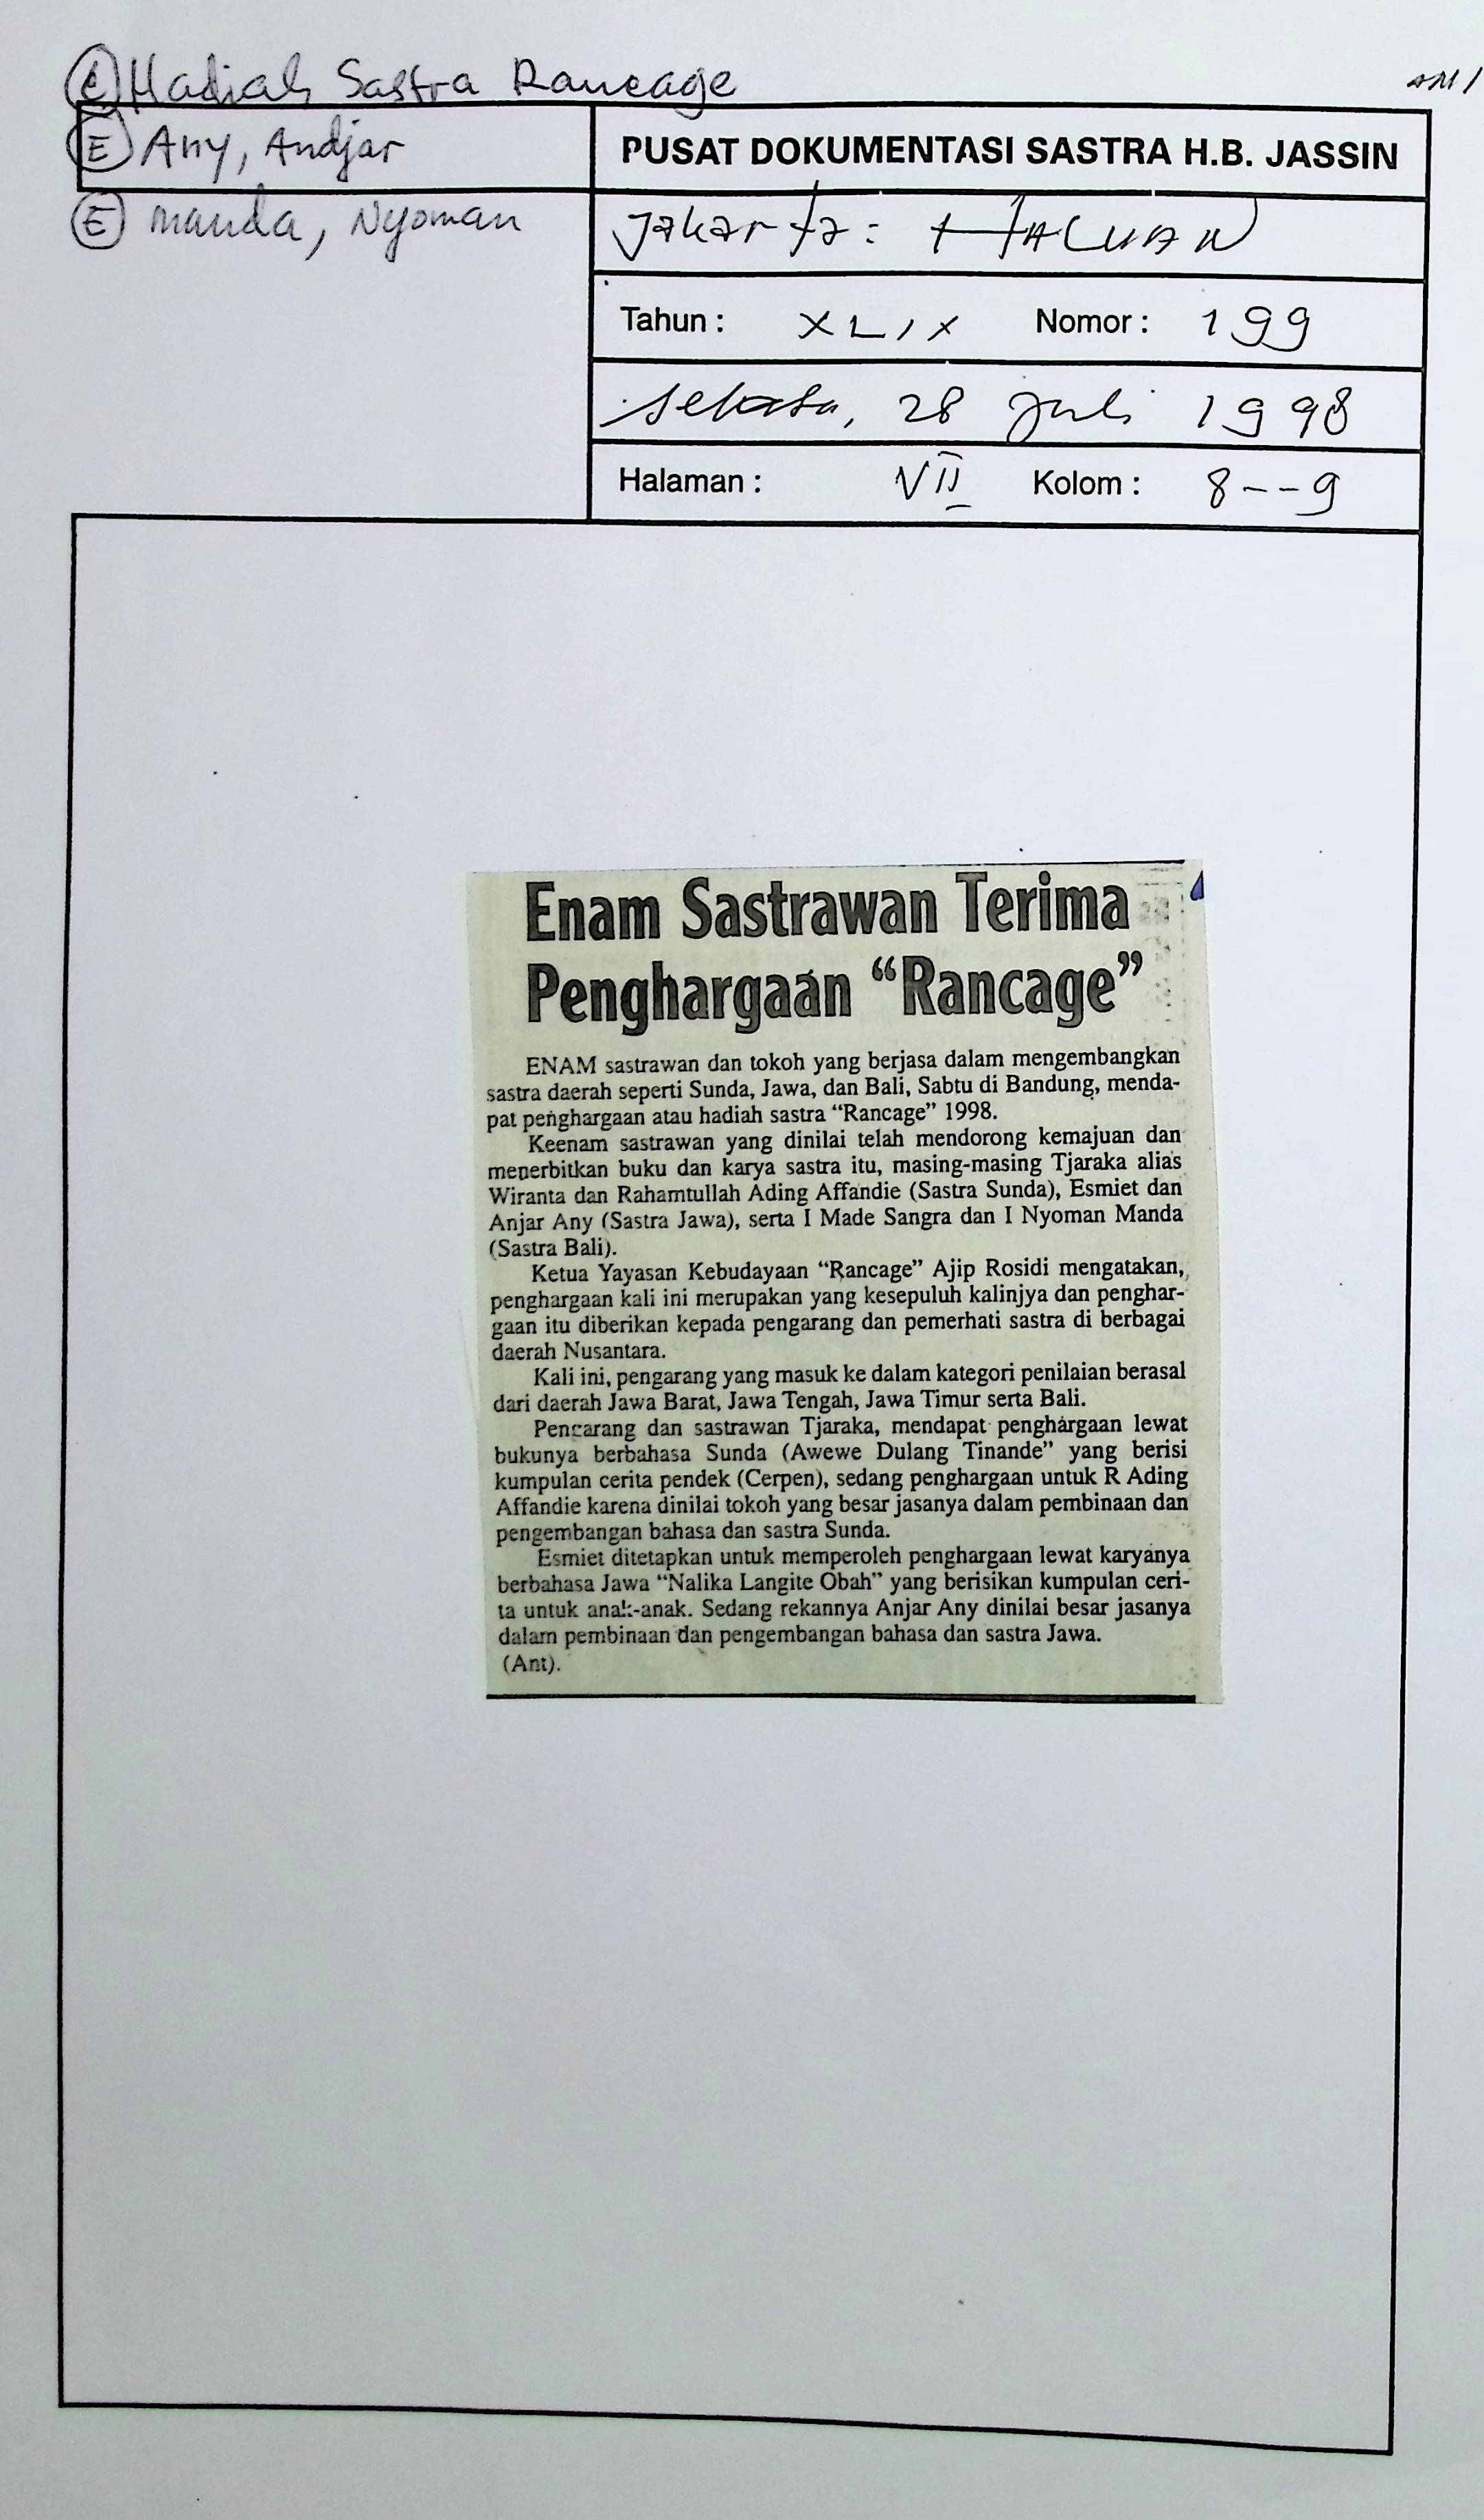 Hadiah Sastra Rancage
E Any, Andjar
PUSAT DOKUMENTASI SASTRA H.B. JASSIN
E Manda, Nyoman
Jakarta: HALUAN
Tahun : XLIX Nomor : 199
Selasa, 28 Juli 1998
Halaman : VII Kolom : 8--9
Enam Sastrawan Terima
Penghargaan “Rancage”
ENAM sastrawan dan tokoh yang berjasa dalam mengembangkan
sastra daerah seperti Sunda, Jawa, dan Bali, Sabtu di Bandung, menda-
pat penghargaan atau hadiah sastra “Rancage” 1998.
Keenam sastrawan yang dinilai telah mendorong kemajuan dan
menerbitkan buku dan karya sastra itu, masing-masing Tjaraka alias
Wiranta dan Rahamtullah Ading Affandie (Sastra Sunda), Esmiet dan
Anjar Any (Sastra Jawa), serta I Made Sangra dan I Nyoman Manda
(Sastra Bali).
Ketua Yayasan Kebudayaan “Rancage” Ajip Rosidi mengatakan,
penghargaan kali ini merupakan yang kesepuluh kalinjya dan penghar-
gaan itu diberikan kepada pengarang dan pemerhati sastra di berbagai
daerah Nusantara.
Kali ini, pengarang yang masuk ke dalam kategori penilaian berasal
dari daerah Jawa Barat, Jawa Tengah, Jawa Timur serta Bali.
Pencarang dan sastrawan Tjaraka, mendapat penghargaan lewat
bukunya berbahasa Sunda (Awewe Dulang Tinande” yang berisi
kumpulan cerita pendek (Cerpen), sedang penghargaan untuk R Ading
Affandie karena dinilai tokoh yang besar jasanya dalam pembinaan dan
pengembangan bahasa dan sastra Sunda.
Esmiet ditetapkan untuk memperoleh penghargaan lewat karyanya
berbahasa Jawa “Nalika Langite Obah” yang berisikan kumpulan ceri-
ta untuk anak-anak. Sedang rekannya Anjar Any dinilai besar jasanya
dalam pembinaan dan pengembangan bahasa dan sastra Jawa.
(Ant).